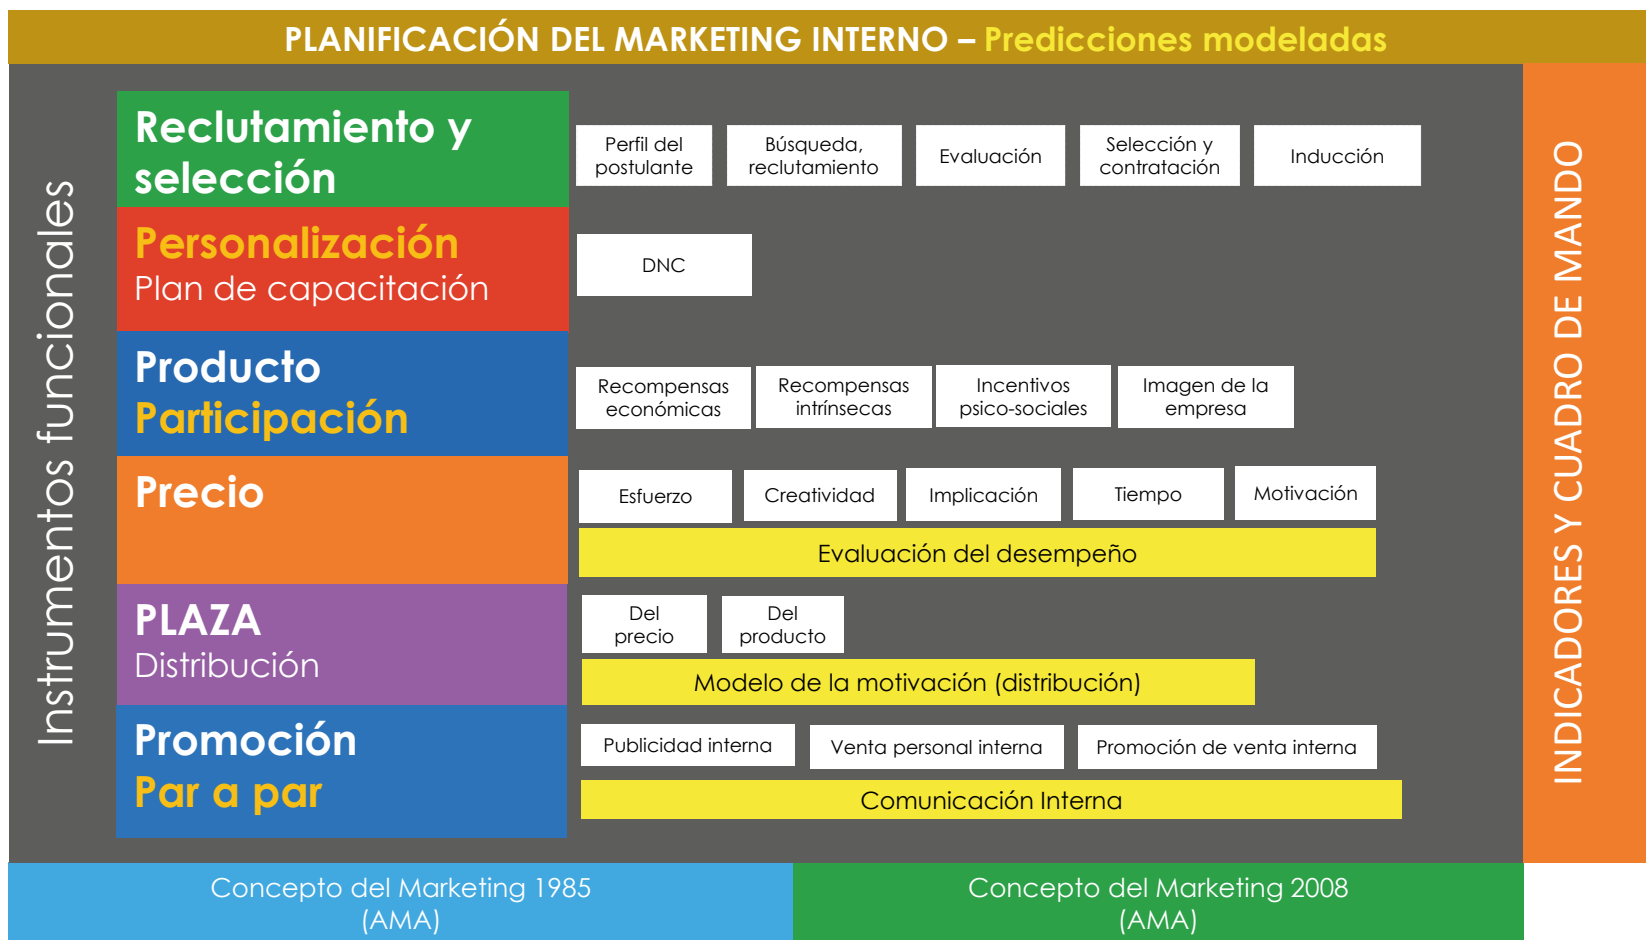 PLANIFICACIÓN DEL MARKETING INTERNO – Predicciones modeladas
Instrumentos funcionales
Reclutamiento y
selección
Perfil del
postulante
Búsqueda,
reclutamiento
Evaluación
Selección y
contratación
Inducción
Personalización
Plan de capacitación
DNC
Producto
Participación
Recompensas
económicas
Recompensas
intrínsecas
Incentivos
psico-sociales
Imagen de la
empresa
Precio
Esfuerzo
Creatividad
Implicación
Tiempo
Motivación
Evaluación del desempeño
PLAZA
Distribución
Del
precio
Del
producto
Modelo de la motivación (distribución)
Promoción
Par a par
Publicidad interna
Venta personal interna
Promoción de venta interna
Comunicación Interna
INDICADORES Y CUADRO DE MANDO
Concepto del Marketing 1985
(AMA)
Concepto del Marketing 2008
(AMA)